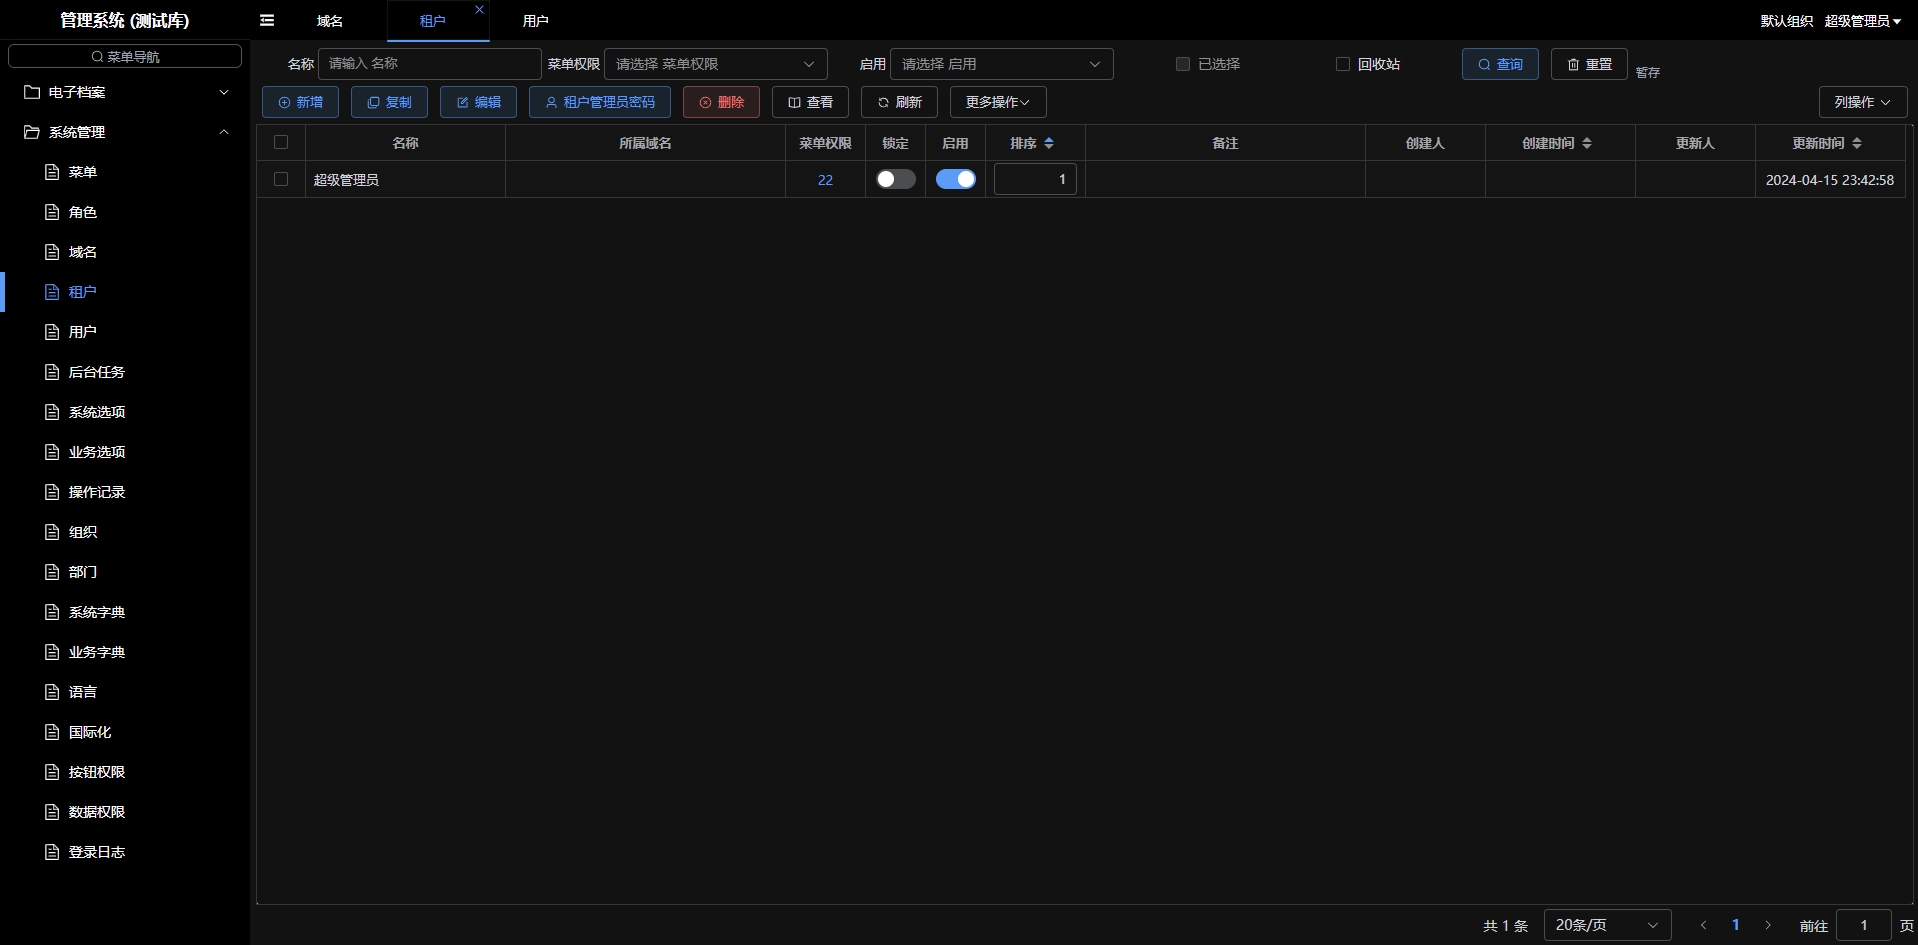 管理系统 (测试库)
域名
租户
用户
默认组织 超级管理员
菜单导航
电子档案
系统管理
菜单
角色
域名
租户
用户
后台任务
系统选项
业务选项
操作记录
组织
部门
系统字典
业务字典
语言
国际化
按钮权限
数据权限
登录日志
名称 请输入 名称 菜单权限 请选择 菜单权限 启用 请选择 启用 已选择 回收站 查询 重置 暂存
新增 复制 编辑 租户管理员密码 删除 查看 刷新 更多操作 列操作
名称 所属域名 菜单权限 锁定 启用 排序 备注 创建人 创建时间 更新人 更新时间
超级管理员 22 1 2024-04-15 23:42:58
共 1 条 20条/页 1 前往 1 页